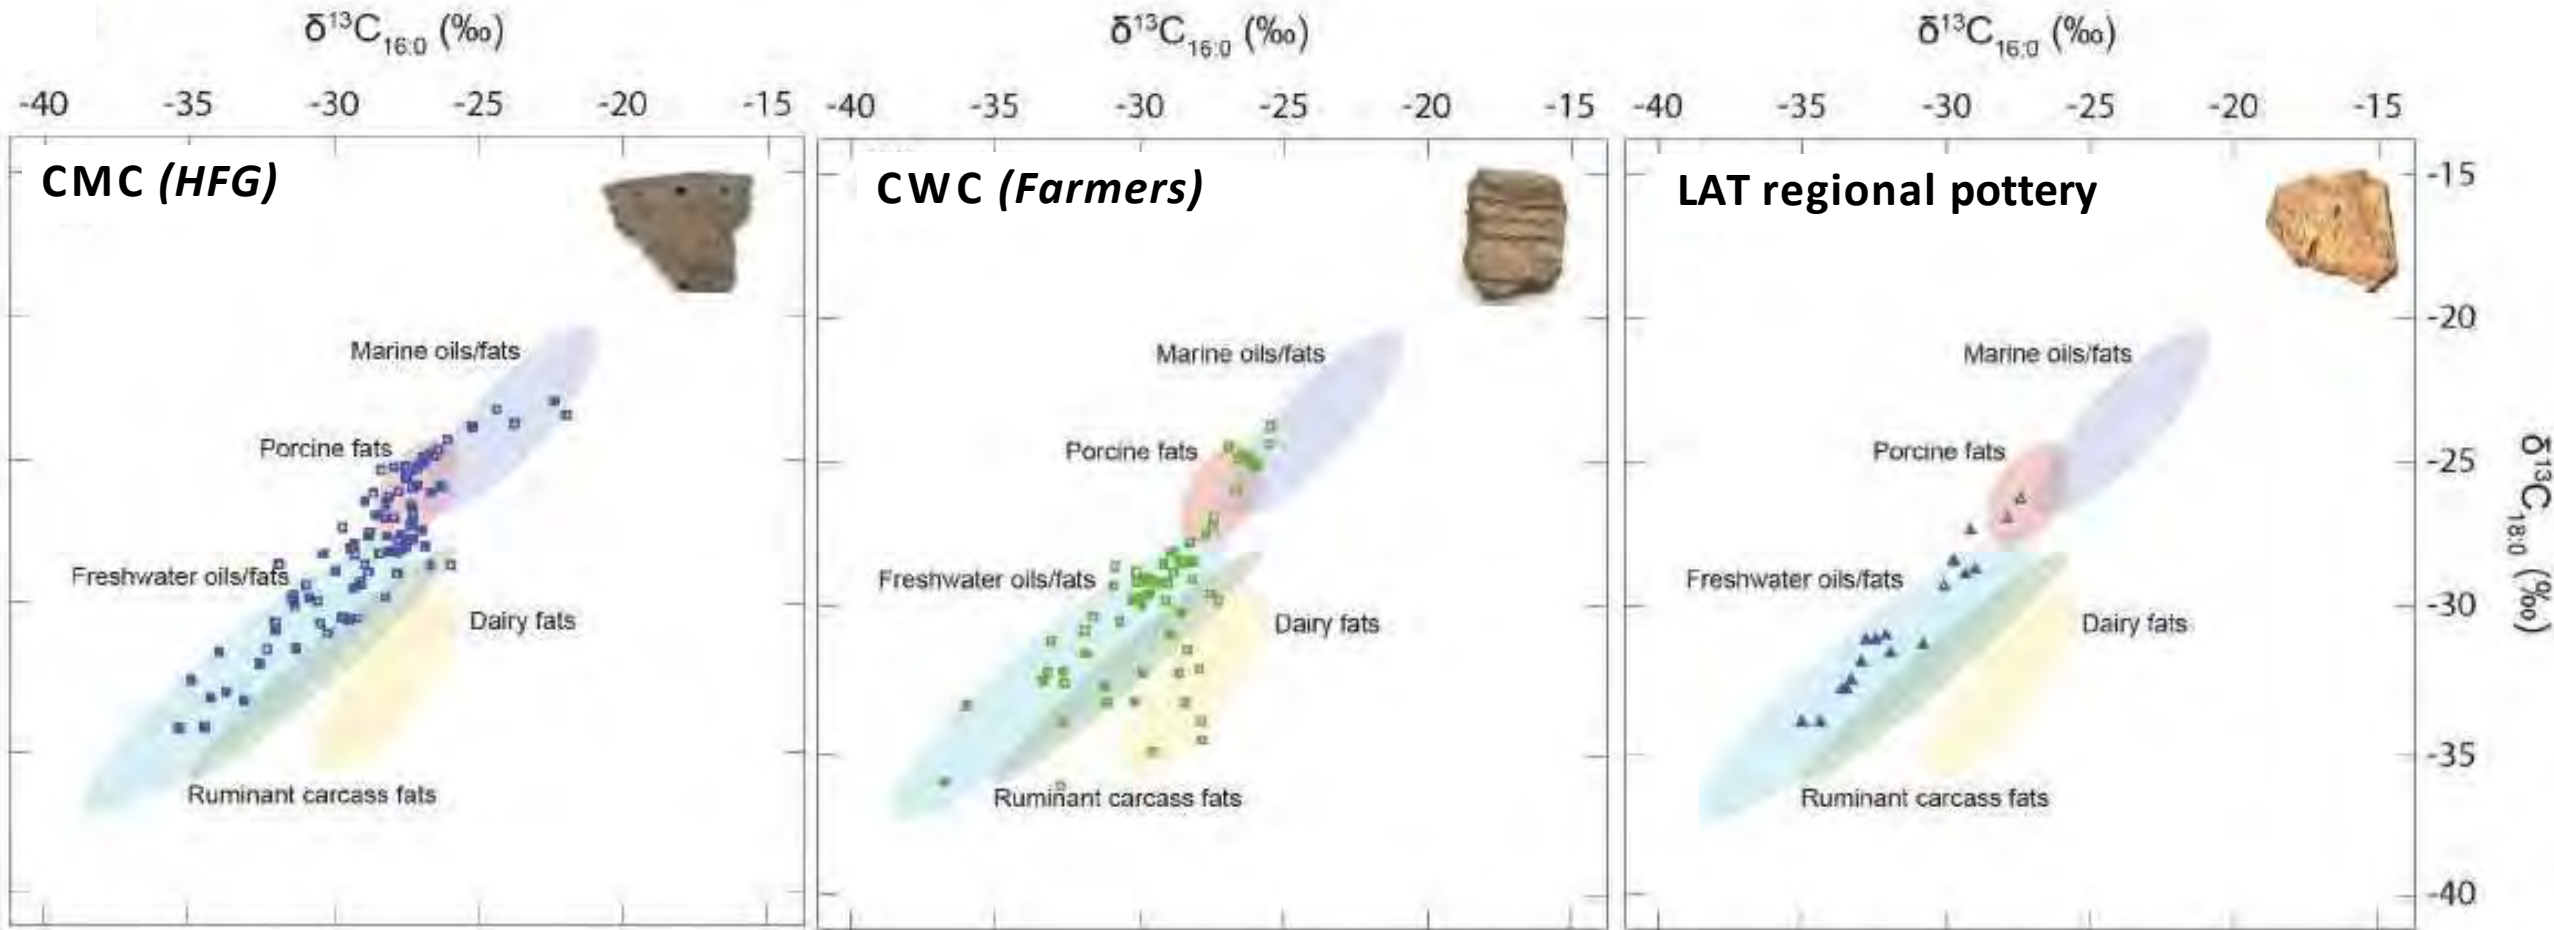 δ¹³C₁₆:₀ (‰) δ¹³C₁₆:₀ (‰) δ¹³C₁₆:₀ (‰)
-40 -35 -30 -25 -20 -15 -40 -35 -30 -25 -20 -15 -40 -35 -30 -25 -20 -15
CMC (HFG)
Marine oils/fats
Porcine fats
Freshwater oils/fats
Dairy fats
Ruminant carcass fats
CWC (Farmers)
Marine oils/fats
Porcine fats
Freshwater oils/fats
Dairy fats
Ruminant carcass fats
LAT regional pottery
Marine oils/fats
Porcine fats
Freshwater oils/fats
Dairy fats
Ruminant carcass fats
-15
-20
-25
-30
-35
-40
δ¹³C₁₈:₀ (‰)